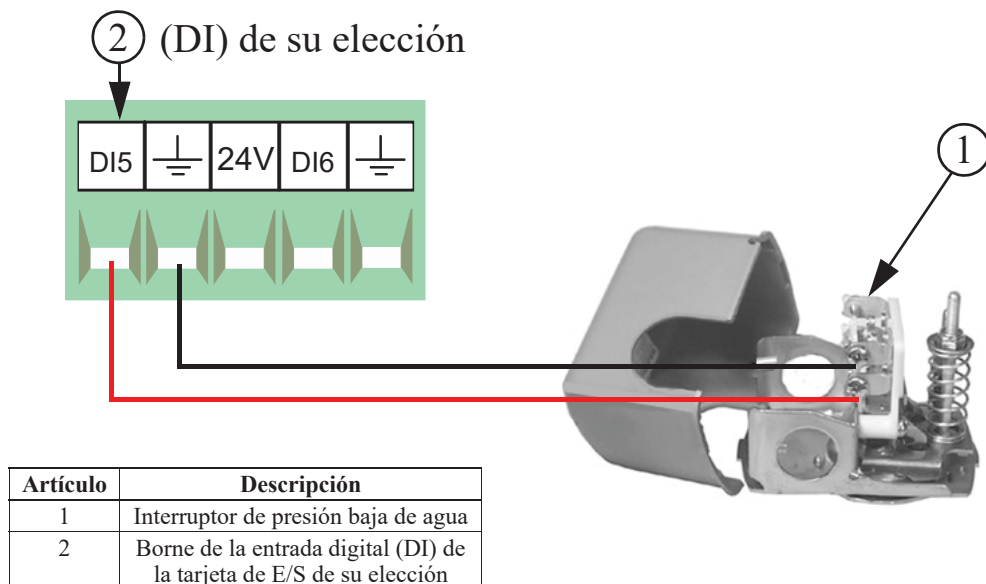 2 (DI) de su elección
DI5 24V DI6
1
Artículo Descripción
1 Interruptor de presión baja de agua
2 Borne de la entrada digital (DI) de
la tarjeta de E/S de su elección